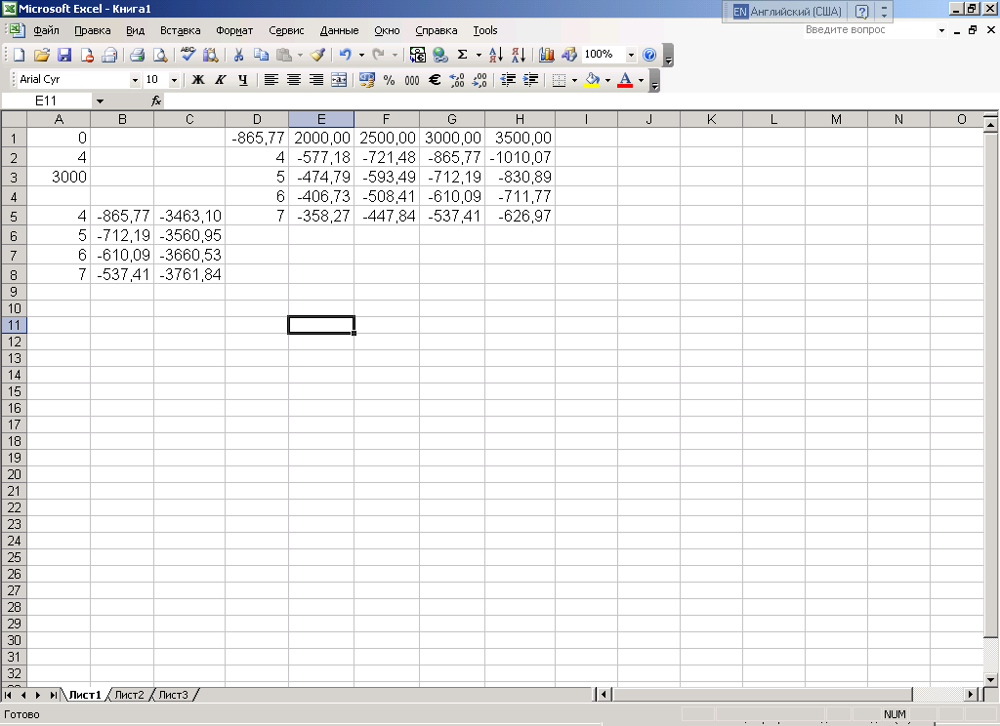 Microsoft Excel - Книга1
EN Английский (США)
Файл Правка Вид Вставка Формат Сервис Данные Окно Справка Tools Введите вопрос
100%
Arial Cyr 10 Ж К Ч % 000 €
E11 fx
A B C D E F G H I J K L M N O
1 0 -865,77 2000,00 2500,00 3000,00 3500,00
2 4 4 -577,18 -721,48 -865,77 -1010,07
3 3000 5 -474,79 -593,49 -712,19 -830,89
4 6 -406,73 -508,41 -610,09 -711,77
5 4 -865,77 -3463,10 7 -358,27 -447,84 -537,41 -626,97
6 5 -712,19 -3560,95
7 6 -610,09 -3660,53
8 7 -537,41 -3761,84
9
10
11
12
13
14
15
16
17
18
19
20
21
22
23
24
25
26
27
28
29
30
31
32
Лист1 Лист2 Лист3
Готово NUM